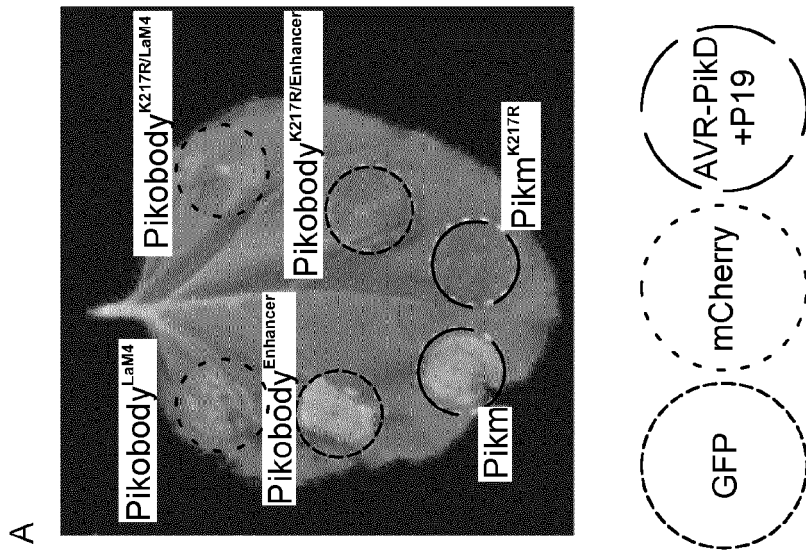 A
Pikobody^LaM4
Pikobody^K217R/LaM4
Pikobody^Enhancer
Pikobody^K217R/Enhancer
Pikm
Pikm^K217R
GFP
mCherry
AVR-PikD
+P19